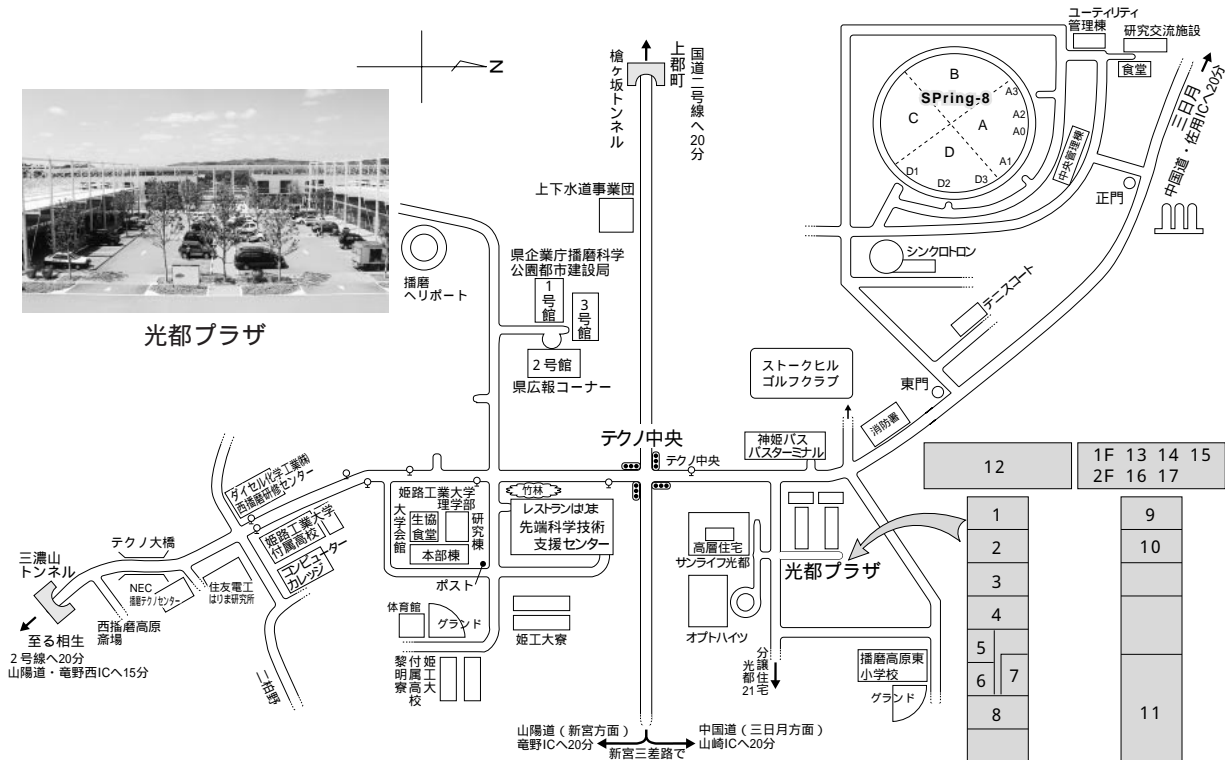 光都プラザ
N
槍ヶ坂トンネル
上郡町
国道二号線へ20分
上下水道事業団
播磨
ヘリポート
県企業庁播磨科学
公園都市建設局
1号館
3号館
2号館
県広報コーナー
ユーティリティ
管理棟
研究交流施設
食堂
SPring-8
B
C
A
D
A3
A2
A0
A1
D1
D2
D3
中央管理棟
正門
三日月
中国道・佐用ICへ20分
シンクロトロン
テニスコート
ストークヒル
ゴルフクラブ
東門
消防署
テクノ中央
テクノ中央
神姫バス
バスターミナル
ダイセル化学工業㈱
西播磨研修センター
姫路工業大学
付属高校
コンピューター
カレッジ
テクノ大橋
三濃山
トンネル
NEC
播磨テクノセンター
住友電工
はりま研究所
西播磨高原
斎場
至る相生
2号線へ20分
山陽道・竜野西ICへ15分
二柏野
姫路工業大学
理学部
大学会館
生協
食堂
研究棟
本部棟
ポスト
竹林
レストランはりま
先端科学技術
支援センター
体育館
グランド
姫工大
付属高校
黎明寮
姫工大寮
高層住宅
サンライフ光都
光都プラザ
オプトハイツ
分譲住宅
光都21
播磨高原東
小学校
グランド
山陽道(新宮方面)
竜野ICへ20分
新宮三差路で
中国道(三日月方面)
山崎ICへ20分
12
1F 13 14 15
2F 16 17
1
2
3
4
5
6
7
8
9
10
11